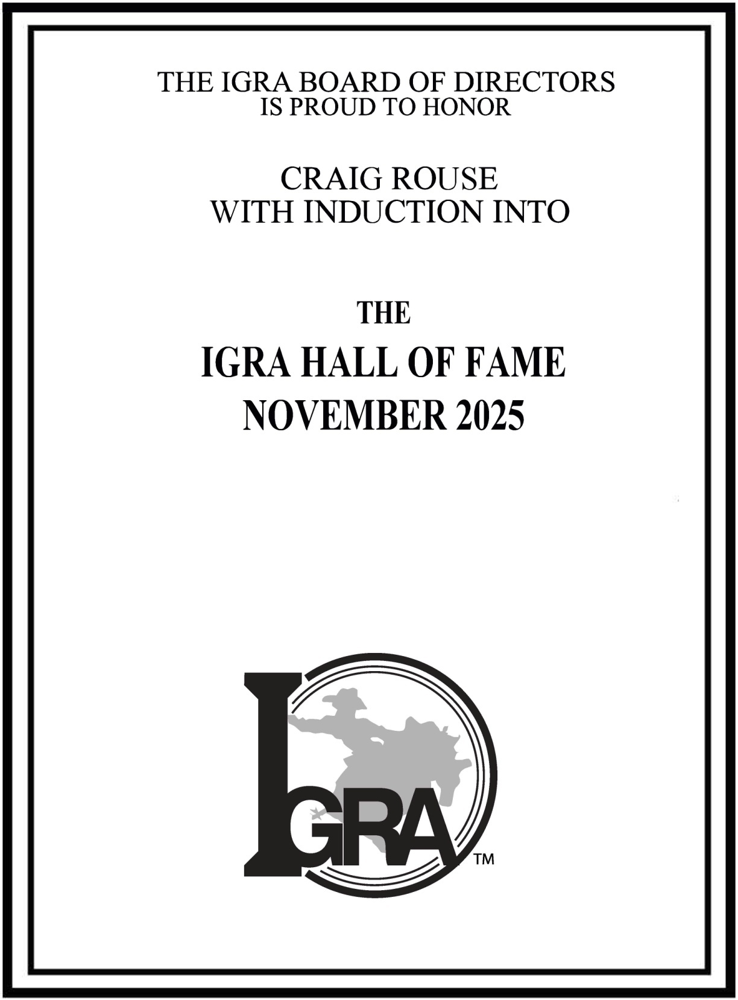 THE IGRA BOARD OF DIRECTORS
IS PROUD TO HONOR
CRAIG ROUSE
WITH INDUCTION INTO
THE
IGRA HALL OF FAME
NOVEMBER 2025
IGRA
TM